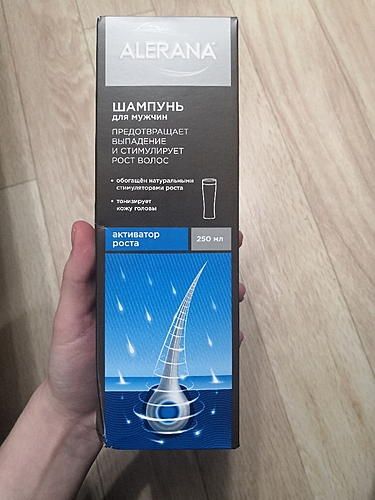 ALERANA®
ШАМПУНЬ
для мужчин
ПРЕДОТВРАЩАЕТ
ВЫПАДЕНИЕ
И СТИМУЛИРУЕТ
РОСТ ВОЛОС
• обогащён натуральными
стимуляторами роста
• тонизирует
кожу головы
активатор
роста
250 мл